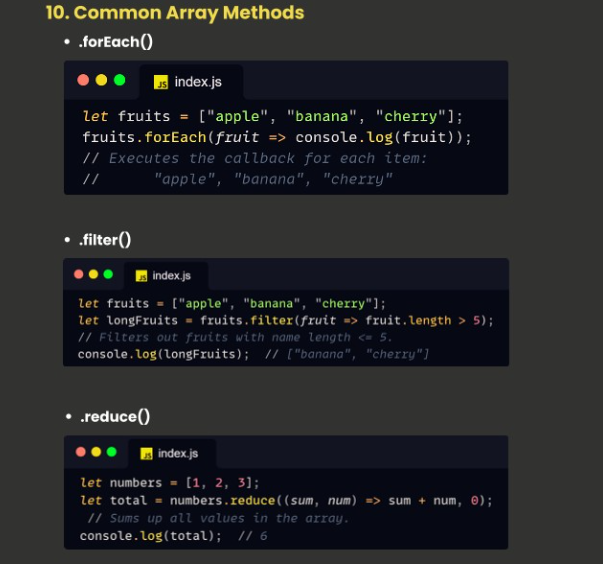 10. Common Array Methods
• .forEach()
JS index.js
let fruits = ["apple", "banana", "cherry"];
fruits.forEach(fruit => console.log(fruit));
// Executes the callback for each item:
//      "apple", "banana", "cherry"
• .filter()
JS index.js
let fruits = ["apple", "banana", "cherry"];
let longFruits = fruits.filter(fruit => fruit.length > 5);
// Filters out fruits with name length <= 5.
console.log(longFruits);  // ["banana", "cherry"]
• .reduce()
JS index.js
let numbers = [1, 2, 3];
let total = numbers.reduce((sum, num) => sum + num, 0);
// Sums up all values in the array.
console.log(total);  // 6